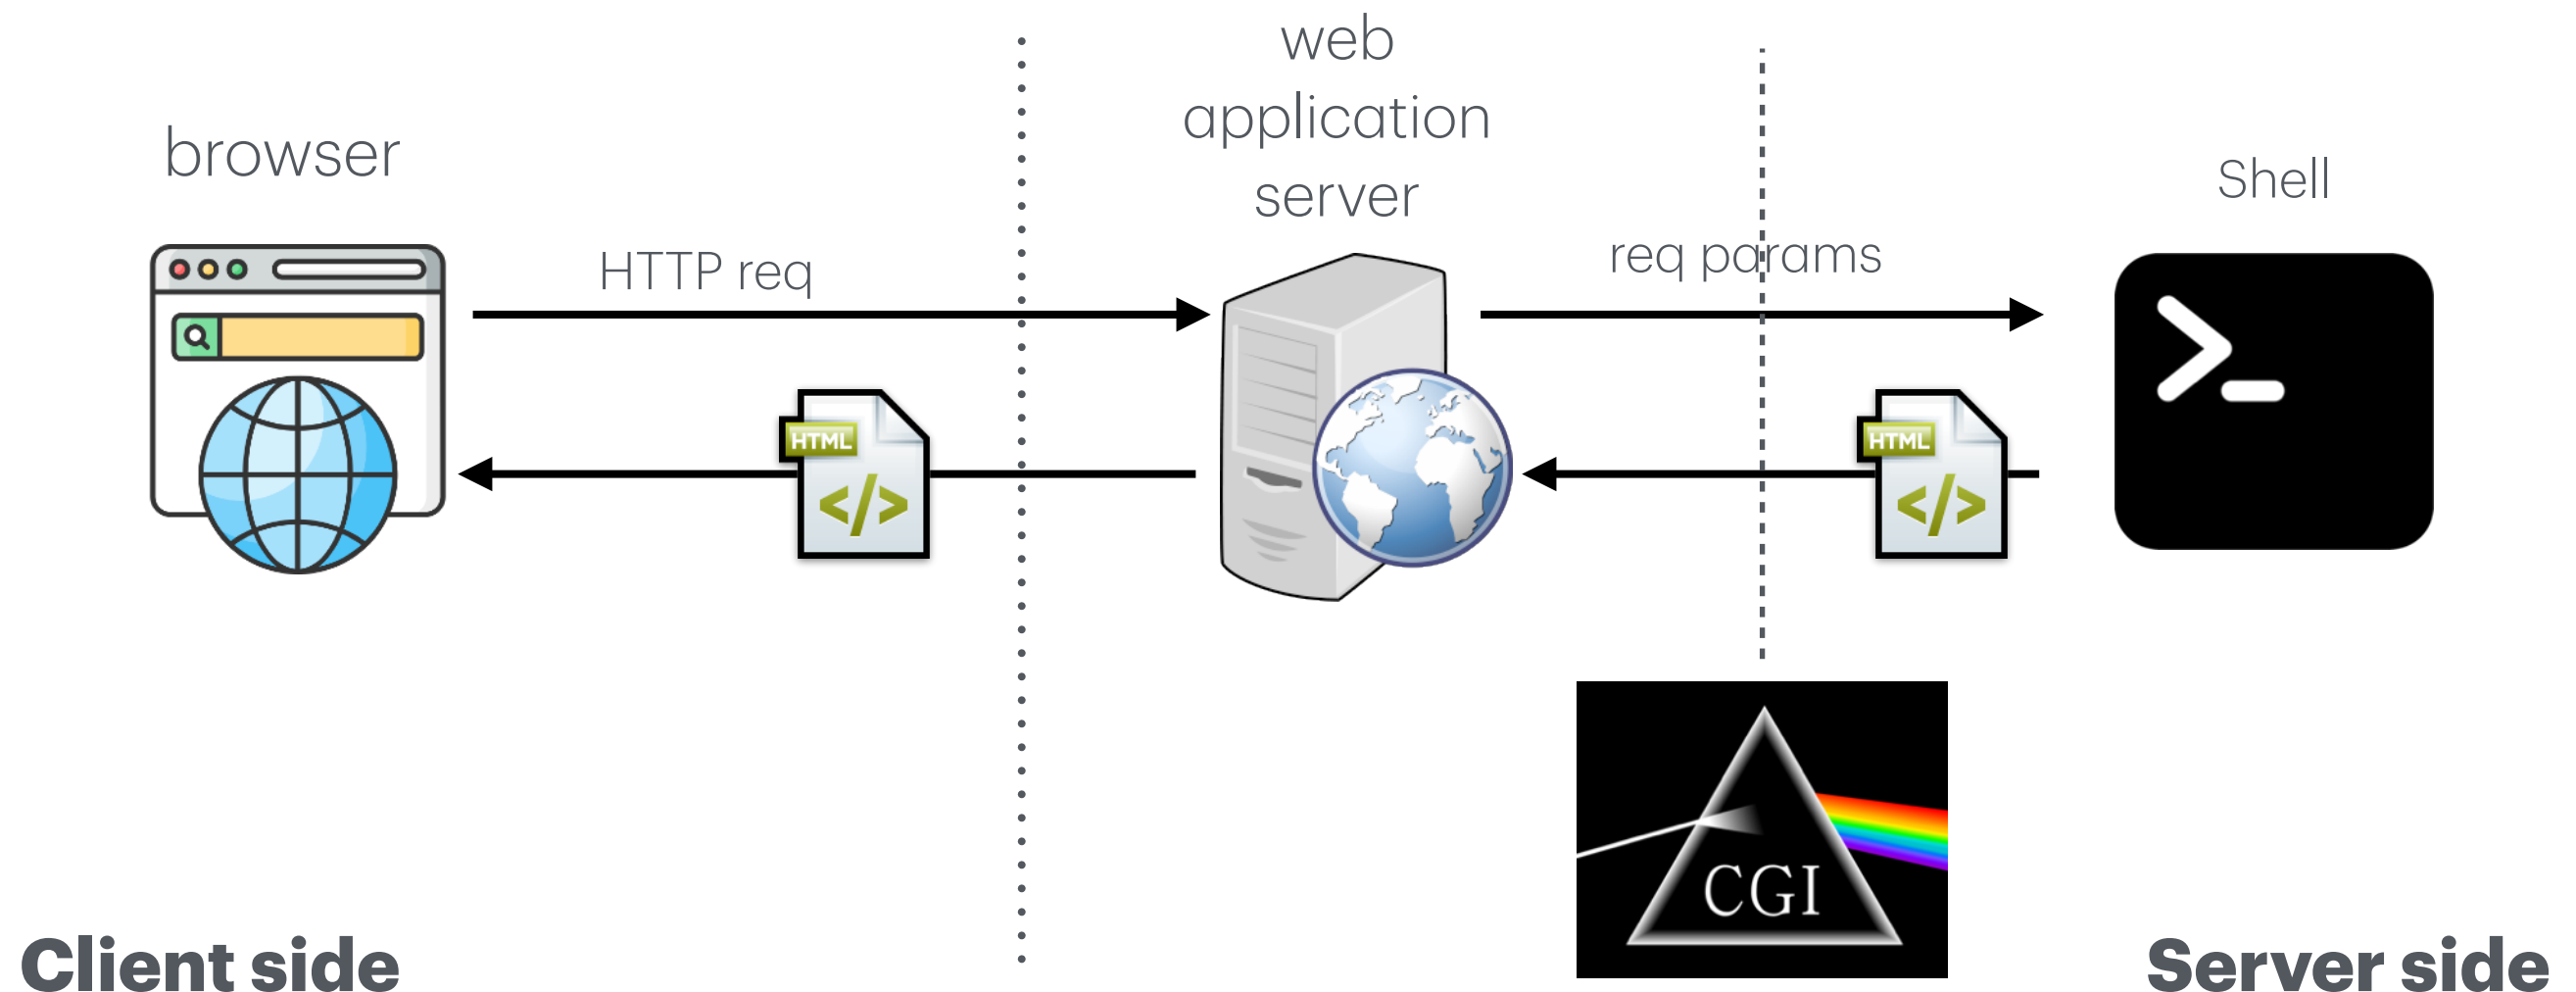 browser
HTTP req
HTML
</>
web
application
server
req params
Shell
HTML
</>
CGI
Client side
Server side